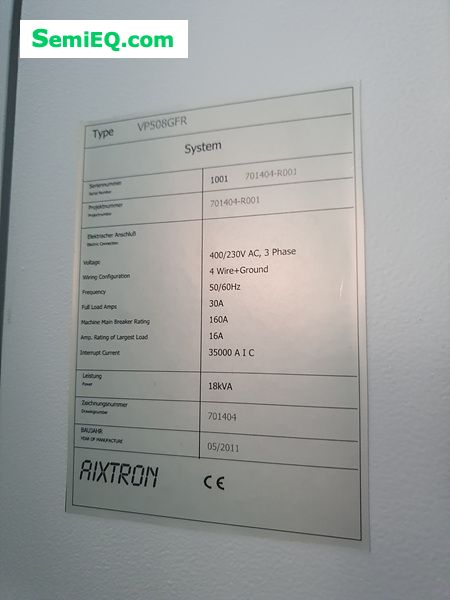 SemiEQ.com
Type VP508GFR
System
Seriennummer 1001 701404-R001
Serial Number
Projektnummer 701404-R001
Projectnumber
Elektrischer Anschluß
Electric Connection
Voltage 400/230V AC, 3 Phase
Wiring Configuration 4 Wire+Ground
Frequency 50/60Hz
Full Load Amps 30A
Machine Main Breaker Rating 160A
Amp. Rating of Largest Load 16A
Interrupt Current 35000 A I C
Leistung 18kVA
Power
Zeichnungsnummer 701404
Drawingnumber
BAUJAHR 05/2011
YEAR OF MANUFACTURE
AIXTRON CE